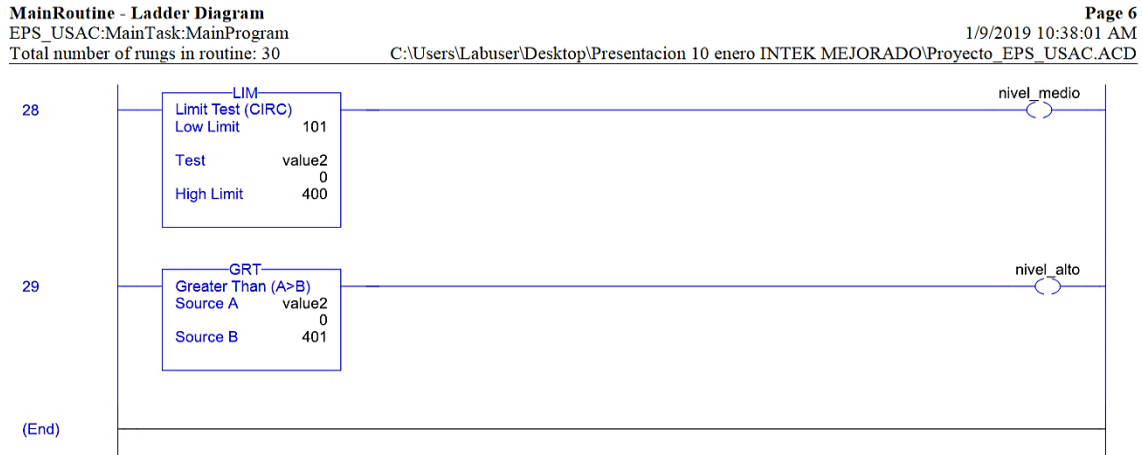 MainRoutine - Ladder Diagram Page 6
EPS_USAC:MainTask:MainProgram 1/9/2019 10:38:01 AM
Total number of rungs in routine: 30 C:\Users\Labuser\Desktop\Presentacion 10 enero INTEK MEJORADO\Proyecto_EPS_USAC.ACD
LIM nivel_medio
28 Limit Test (CIRC)
Low Limit 101
Test value2
0
High Limit 400
GRT nivel_alto
29 Greater Than (A>B)
Source A value2
0
Source B 401
(End)